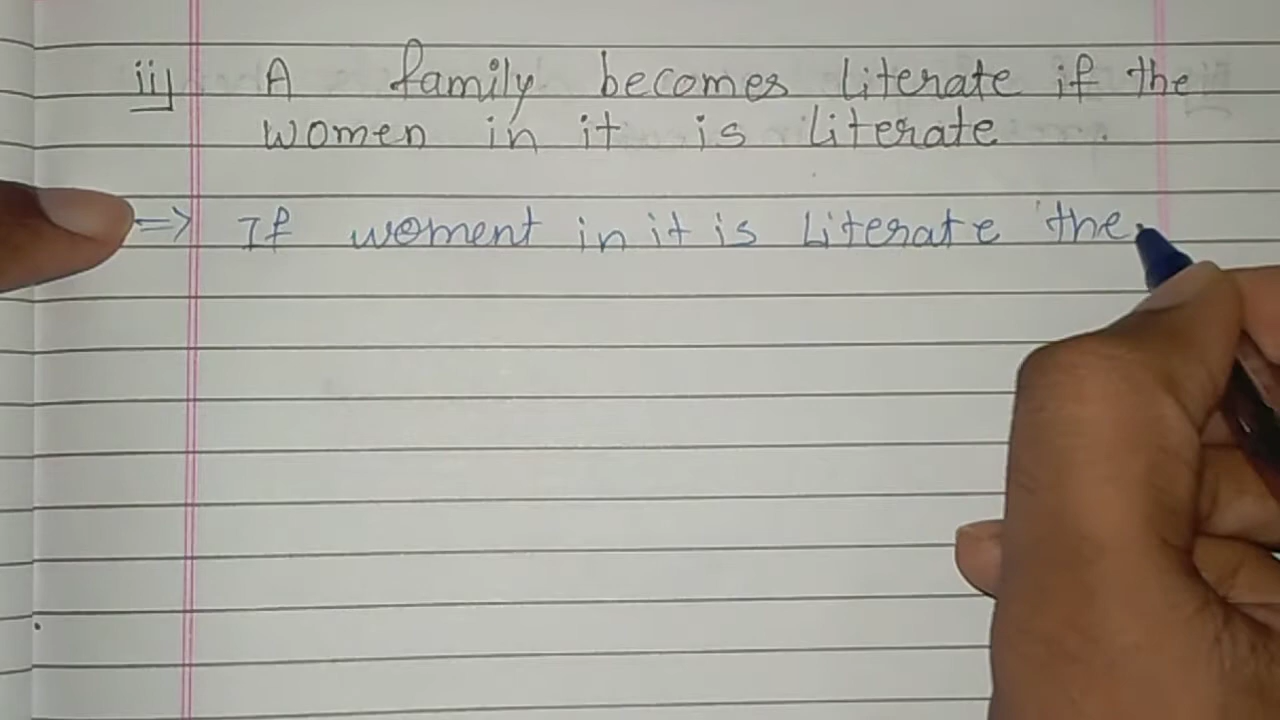 ii) A family becomes literate if the
women in it is literate .
=> If woment in it is literate the